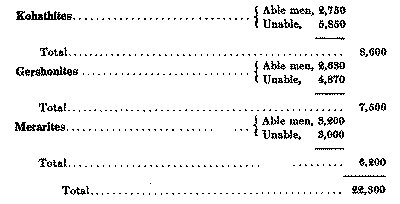 Kohathites........................{ Able men, 2,750
{ Unable, 5,850
Total........................ 8,600
Gershonites........................{ Able men, 2,630
{ Unable, 4,870
Total........................ 7,500
Merarites........................{ Able men, 3,200
{ Unable, 3,000
Total........................ 6,200
Total........................ 22,300